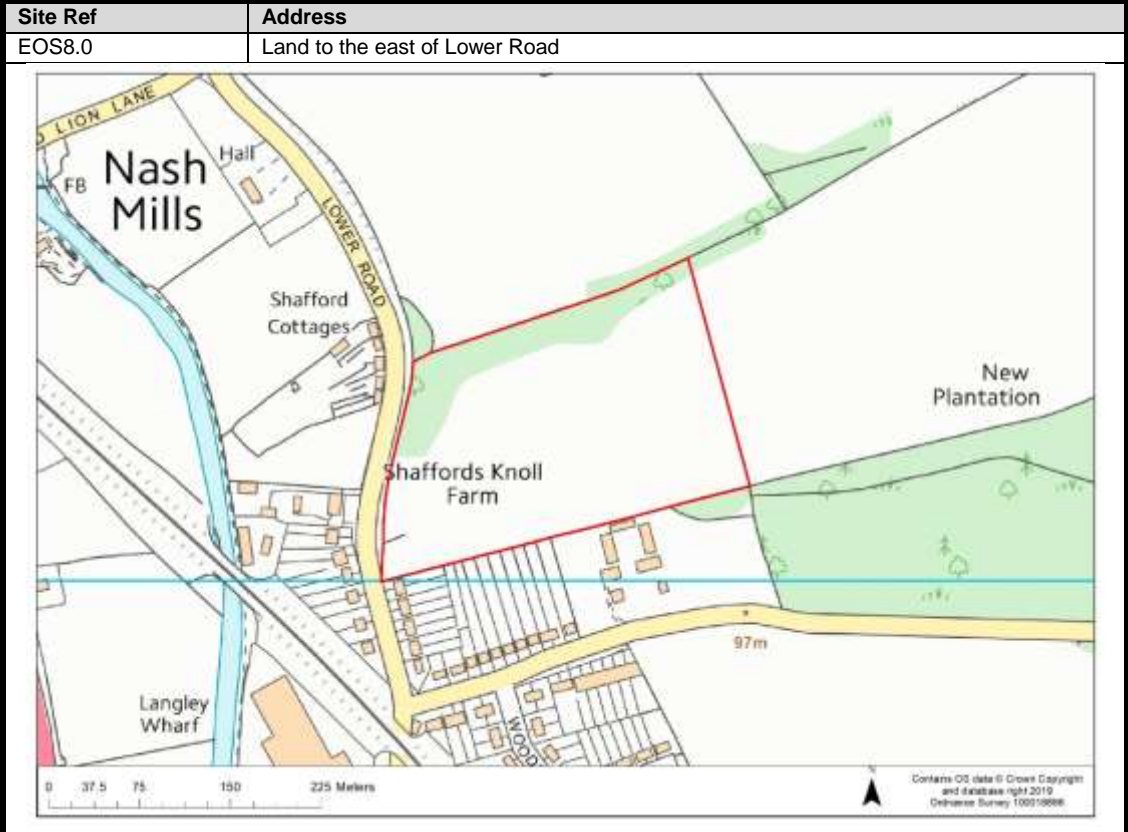 Site Ref Address
EOS8.0 Land to the east of Lower Road
LION LANE
Nash
Mills
Hall
FB
LOWER ROAD
Shafford
Cottages
New
Plantation
Shaffords Knoll
Farm
97m
Langley
Wharf
WOOD
0 37.5 75 150 225 Meters
N
Contains OS data © Crown Copyright
and database right 2019
Ordnance Survey